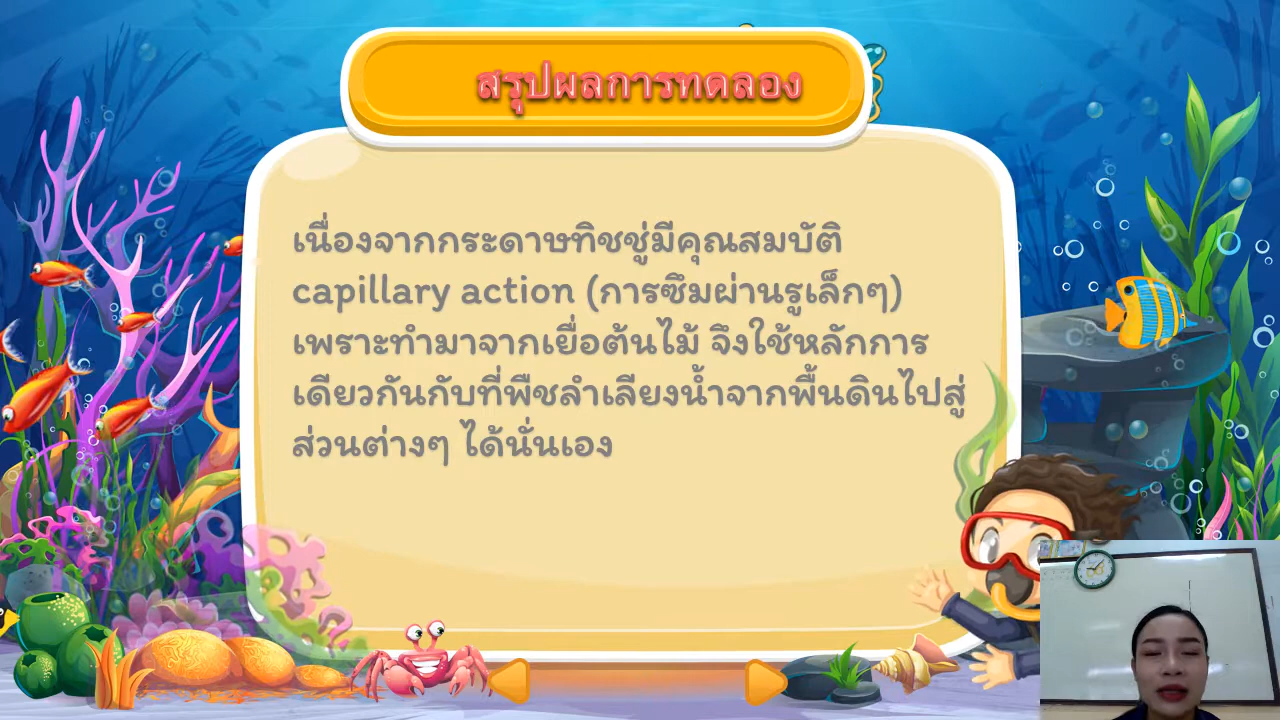 สรุปผลการทดลอง
เนื่องจากกระดาษทิชชู่มีคุณสมบัติ
capillary action (การซึมผ่านรูเล็กๆ)
เพราะทำมาจากเยื่อต้นไม้ จึงใช้หลักการ
เดียวกันกับที่พืชลำเลียงน้ำจากพื้นดินไปสู่
ส่วนต่างๆ ได้นั่นเอง